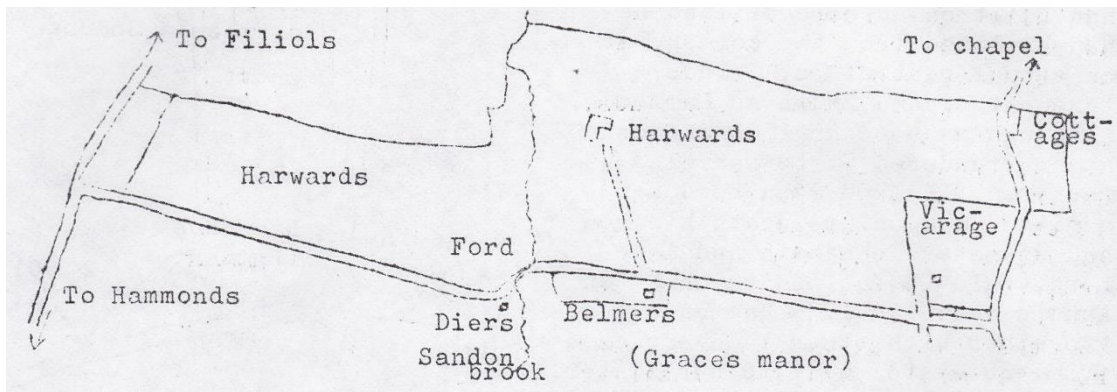 To Filiols
To chapel
Harwards
Cott-
ages
Harwards
Vic-
arage
Ford
To Hammonds
Diers
Belmers
Sandon
brook
(Graces manor)